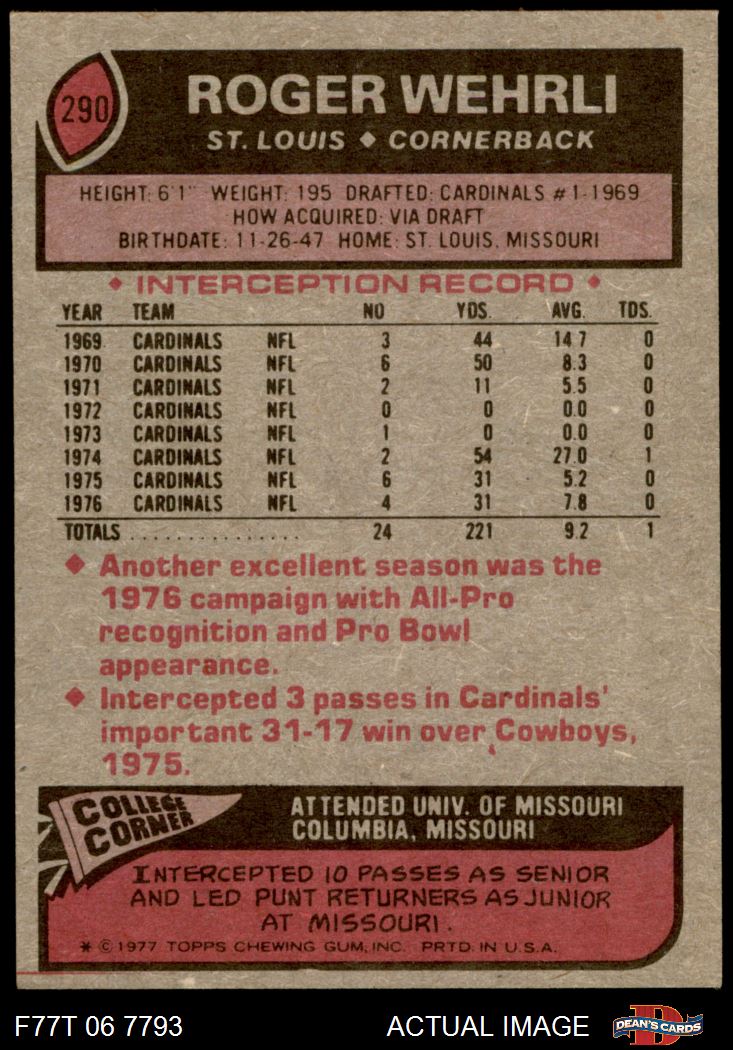 290
ROGER WEHRLI
ST. LOUIS ◆ CORNERBACK
HEIGHT: 6'1" WEIGHT: 195 DRAFTED: CARDINALS #1-1969
HOW ACQUIRED: VIA DRAFT
BIRTHDATE: 11-26-47 HOME: ST. LOUIS, MISSOURI
◆ INTERCEPTION RECORD ◆
YEAR TEAM NO YDS. AVG. TDS.
1969 CARDINALS NFL 3 44 14.7 0
1970 CARDINALS NFL 6 50 8.3 0
1971 CARDINALS NFL 2 11 5.5 0
1972 CARDINALS NFL 0 0 0.0 0
1973 CARDINALS NFL 1 0 0.0 0
1974 CARDINALS NFL 2 54 27.0 1
1975 CARDINALS NFL 6 31 5.2 0
1976 CARDINALS NFL 4 31 7.8 0
TOTALS ............... 24 221 9.2 1
◆ Another excellent season was the
1976 campaign with All-Pro
recognition and Pro Bowl
appearance.
◆ Intercepted 3 passes in Cardinals'
important 31-17 win over Cowboys,
1975.
COLLEGE
CORNER
ATTENDED UNIV. OF MISSOURI
COLUMBIA, MISSOURI
INTERCEPTED 10 PASSES AS SENIOR
AND LED PUNT RETURNERS AS JUNIOR
AT MISSOURI.
* © 1977 TOPPS CHEWING GUM, INC. PRTD. IN U.S.A.
F77T 06 7793 ACTUAL IMAGE D DEAN'S CARDS